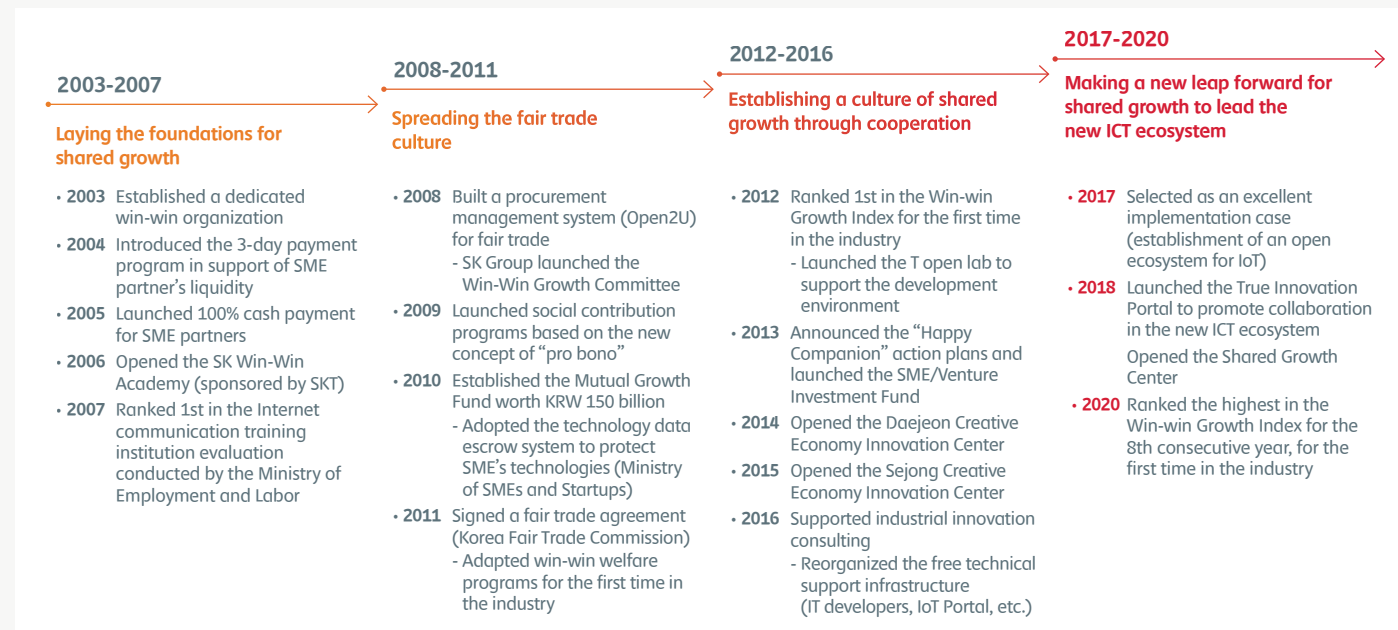 2003-2007
Laying the foundations for
shared growth
• 2003 Established a dedicated
win-win organization
• 2004 Introduced the 3-day payment
program in support of SME
partner's liquidity
• 2005 Launched 100% cash payment
for SME partners
• 2006 Opened the SK Win-Win
Academy (sponsored by SKT)
• 2007 Ranked 1st in the Internet
communication training
institution evaluation
conducted by the Ministry of
Employment and Labor
2008-2011
Spreading the fair trade
culture
• 2008 Built a procurement
management system (Open2U)
for fair trade
- SK Group launched the
Win-Win Growth Committee
• 2009 Launched social contribution
programs based on the new
concept of “pro bono”
• 2010 Established the Mutual Growth
Fund worth KRW 150 billion
- Adopted the technology data
escrow system to protect
SME's technologies (Ministry
of SMEs and Startups)
• 2011 Signed a fair trade agreement
(Korea Fair Trade Commission)
- Adapted win-win welfare
programs for the first time in
the industry
2012-2016
Establishing a culture of shared
growth through cooperation
• 2012 Ranked 1st in the Win-win
Growth Index for the first time
in the industry
- Launched the T open lab to
support the development
environment
• 2013 Announced the “Happy
Companion” action plans and
launched the SME/Venture
Investment Fund
• 2014 Opened the Daejeon Creative
Economy Innovation Center
• 2015 Opened the Sejong Creative
Economy Innovation Center
• 2016 Supported industrial innovation
consulting
- Reorganized the free technical
support infrastructure
(IT developers, IoT Portal, etc.)
2017-2020
Making a new leap forward for
shared growth to lead the
new ICT ecosystem
• 2017 Selected as an excellent
implementation case
(establishment of an open
ecosystem for IoT)
• 2018 Launched the True Innovation
Portal to promote collaboration
in the new ICT ecosystem
Opened the Shared Growth
Center
• 2020 Ranked the highest in the
Win-win Growth Index for the
8th consecutive year, for the
first time in the industry